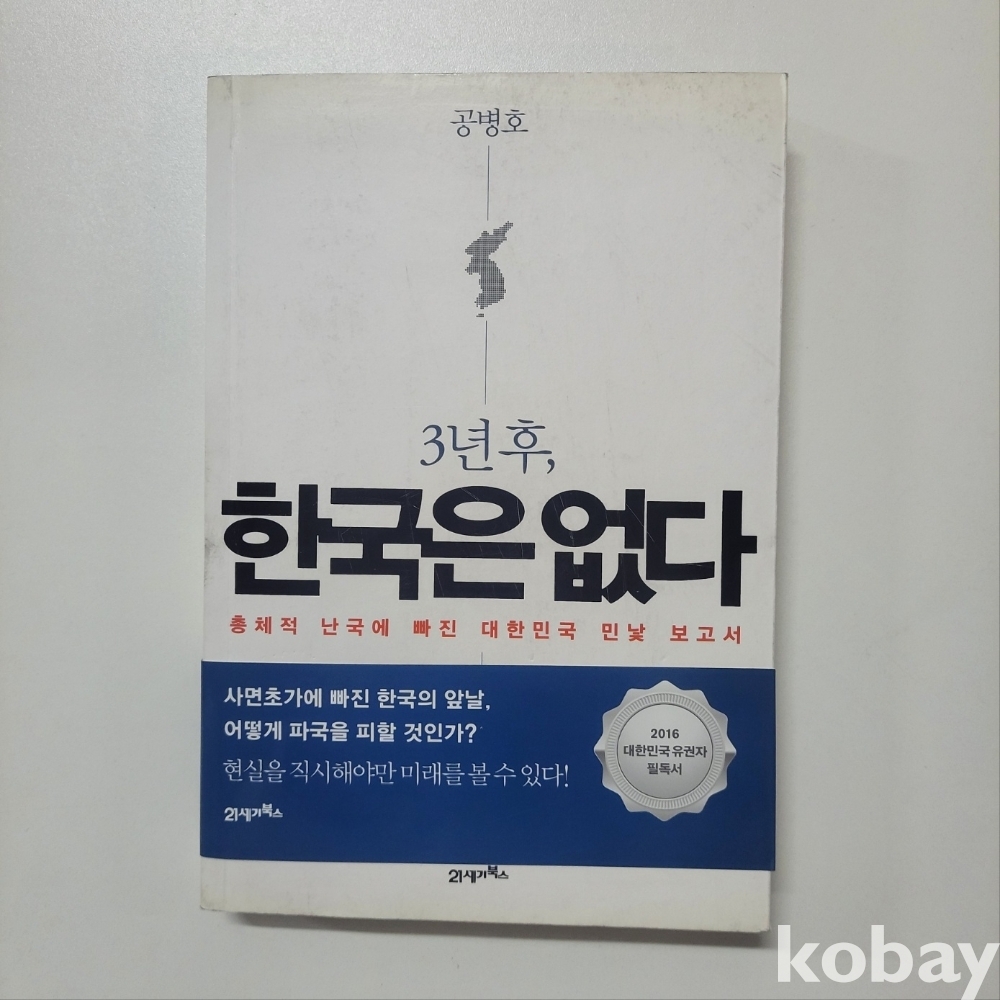 공병호
3년 후,
한국은 없다
총체적 난국에 빠진 대한민국 민낯 보고서
사면초가에 빠진 한국의 앞날,
어떻게 파국을 피할 것인가?
현실을 직시해야만 미래를 볼 수 있다!
21세기북스
2016
대한민국 유권자
필독서
21세기북스
kobay